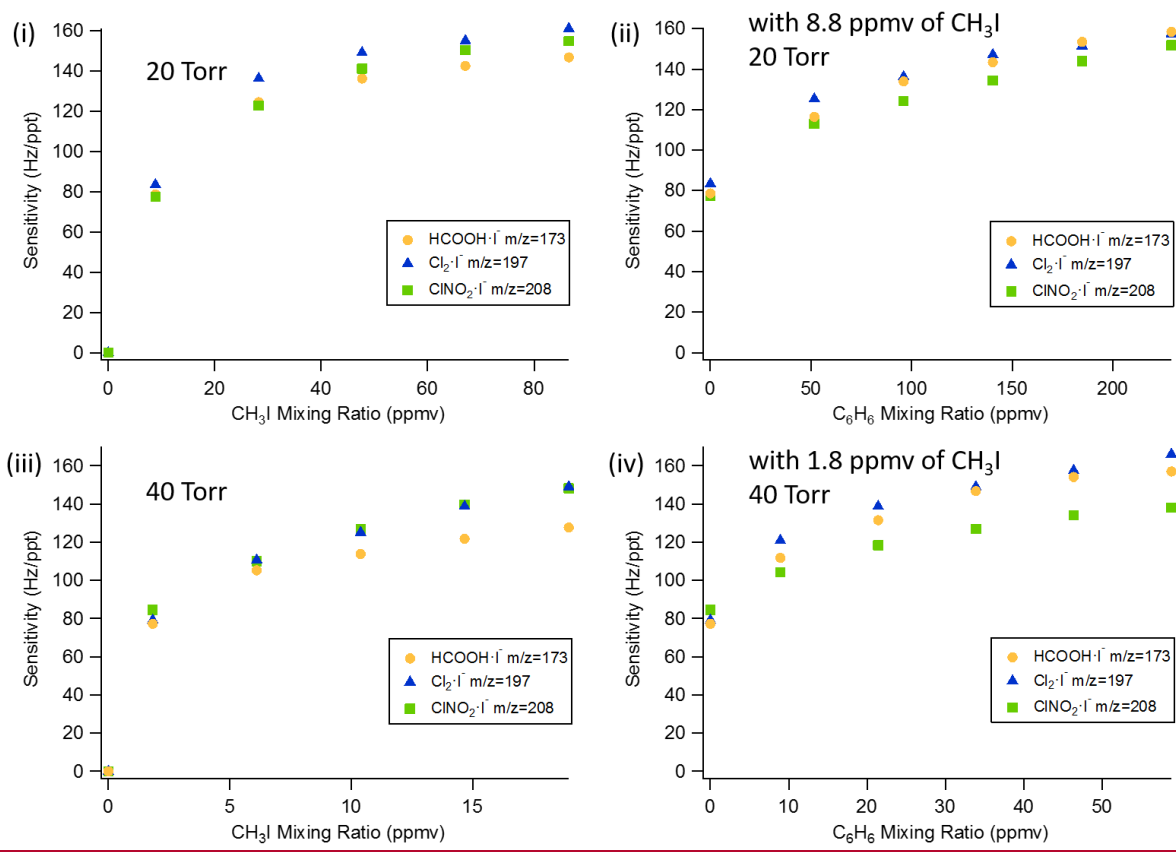 (i)
20 Torr
160
140
120
100
80
60
40
20
0
Sensitivity (Hz/ppt)
HCOOH·I⁻ m/z=173
Cl₂·I⁻ m/z=197
ClNO₂·I⁻ m/z=208
0 20 40 60 80
CH₃I Mixing Ratio (ppmv)
(ii)
with 8.8 ppmv of CH₃I
20 Torr
160
140
120
100
80
60
40
20
0
Sensitivity (Hz/ppt)
HCOOH·I⁻ m/z=173
Cl₂·I⁻ m/z=197
ClNO₂·I⁻ m/z=208
0 50 100 150 200
C₆H₆ Mixing Ratio (ppmv)
(iii)
40 Torr
160
140
120
100
80
60
40
20
0
Sensitivity (Hz/ppt)
HCOOH·I⁻ m/z=173
Cl₂·I⁻ m/z=197
ClNO₂·I⁻ m/z=208
0 5 10 15
CH₃I Mixing Ratio (ppmv)
(iv)
with 1.8 ppmv of CH₃I
40 Torr
160
140
120
100
80
60
40
20
0
Sensitivity (Hz/ppt)
HCOOH·I⁻ m/z=173
Cl₂·I⁻ m/z=197
ClNO₂·I⁻ m/z=208
0 10 20 30 40 50
C₆H₆ Mixing Ratio (ppmv)